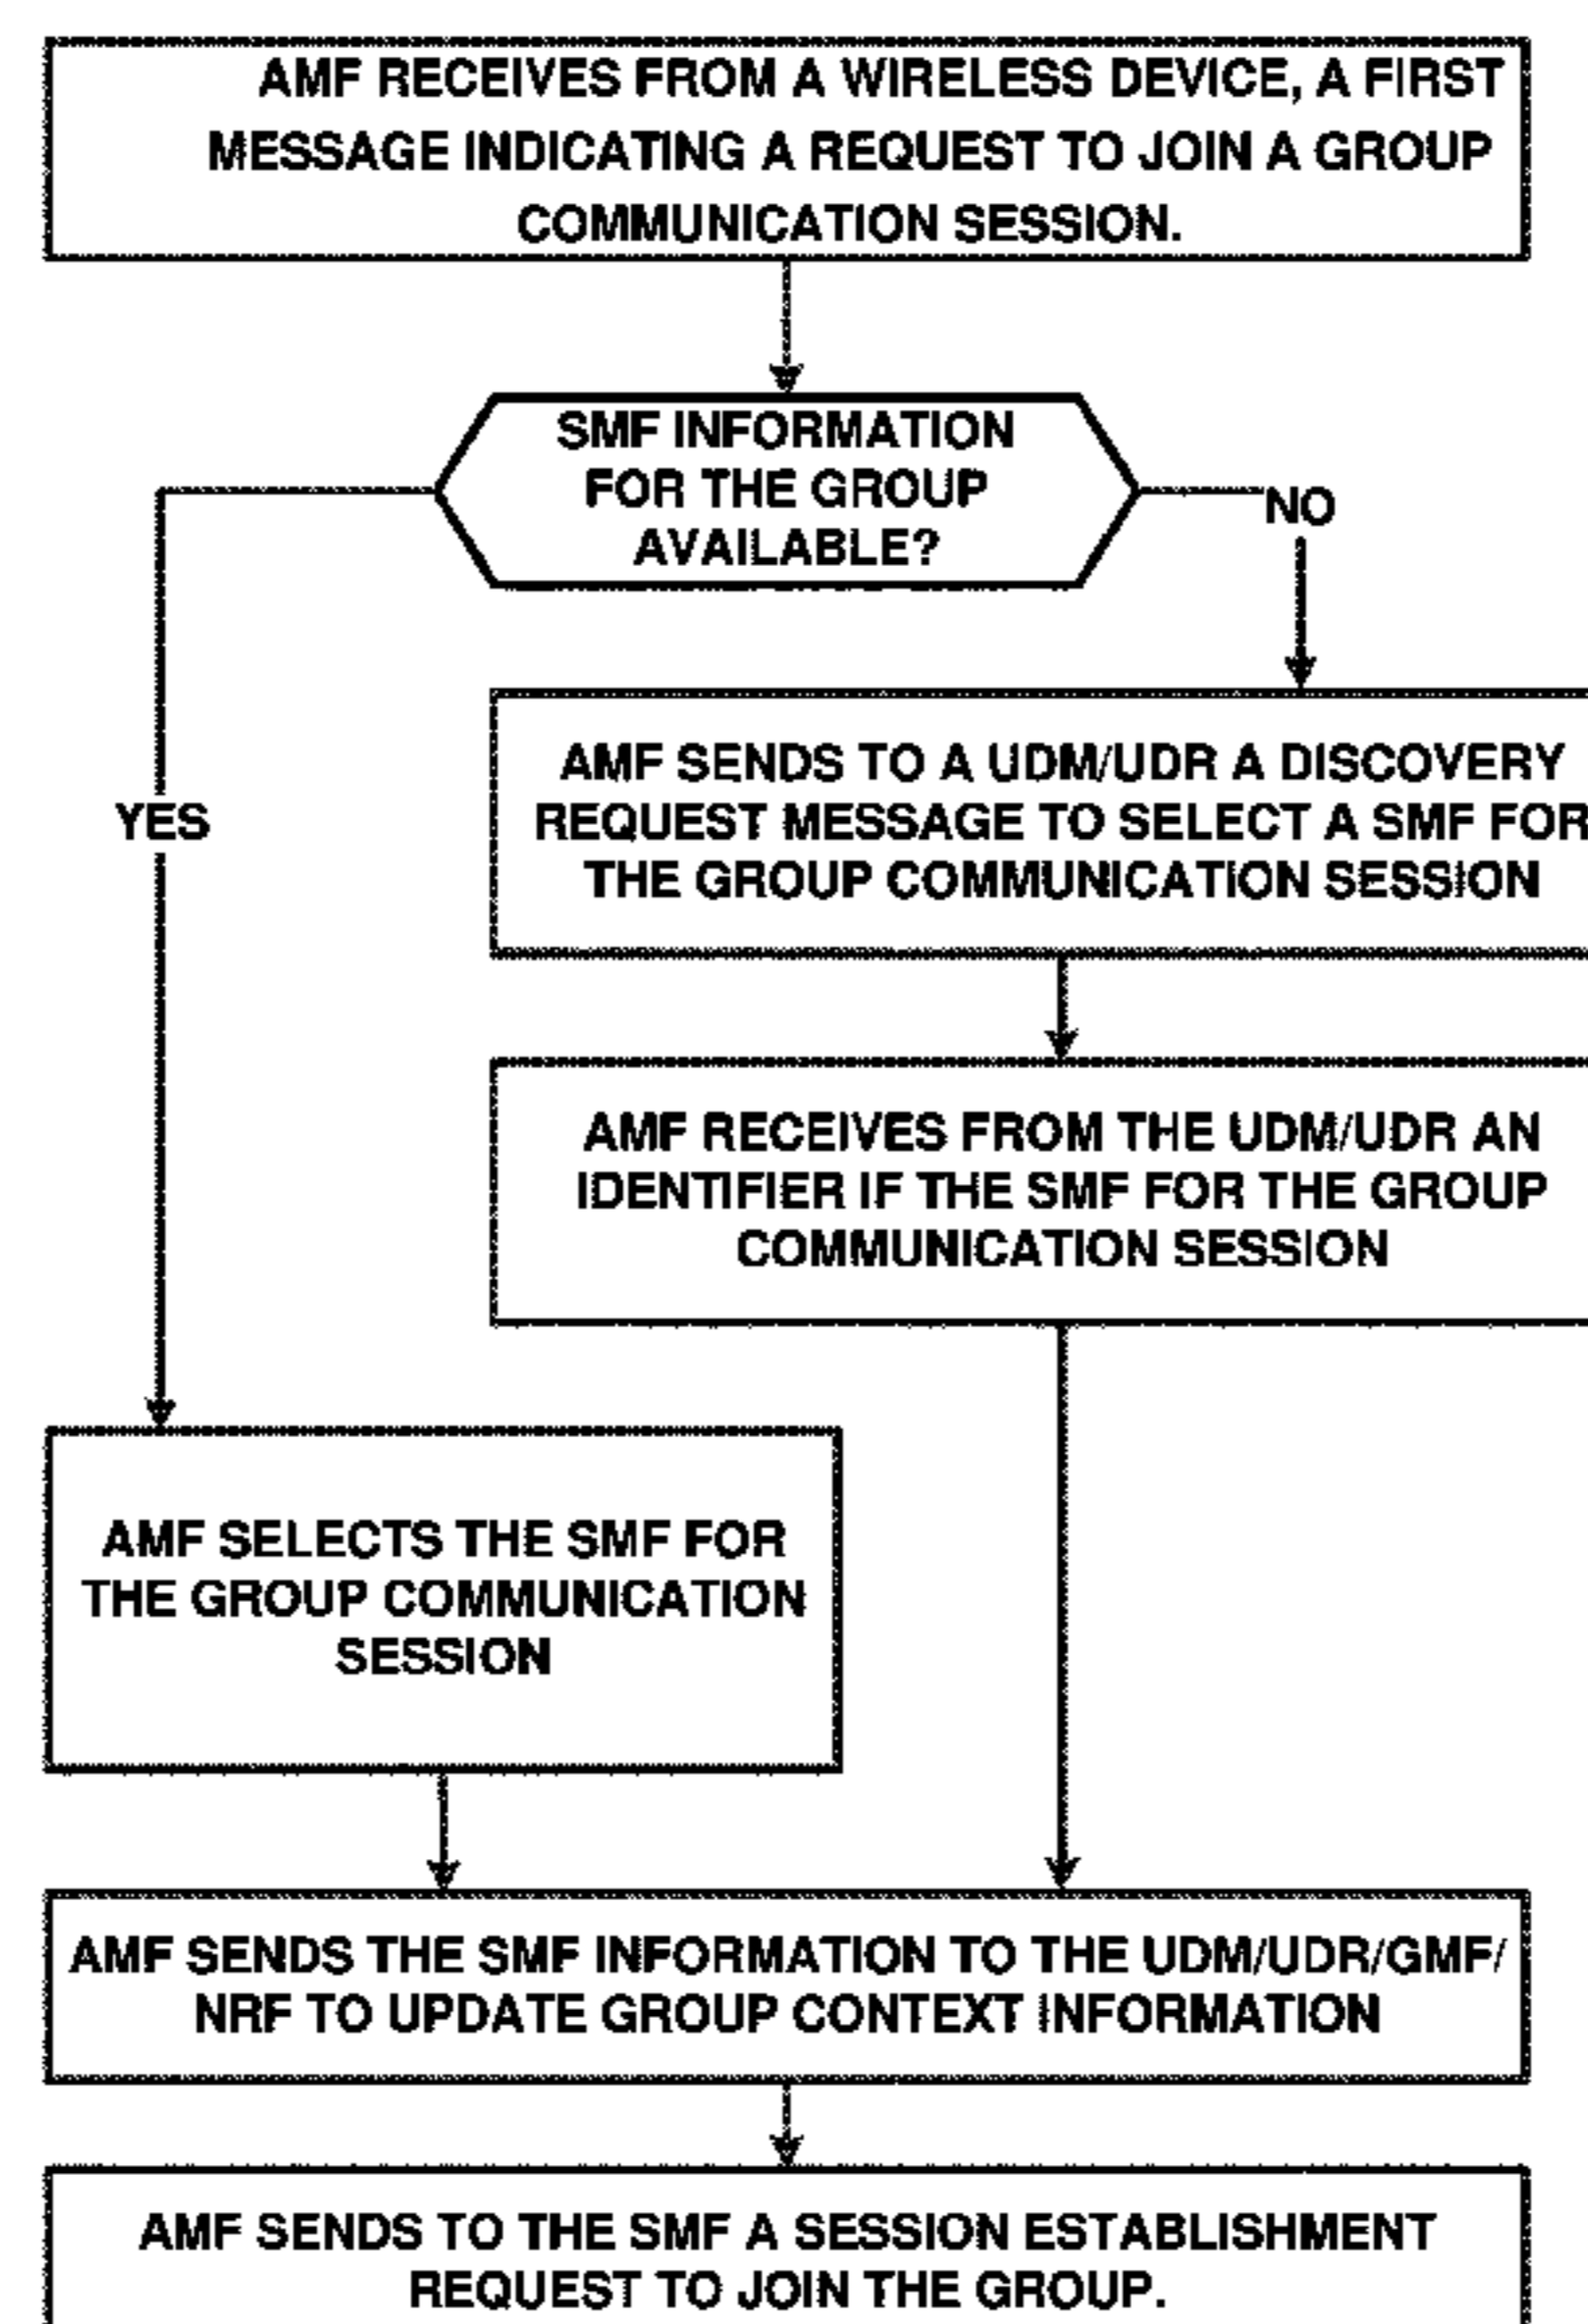 AMF RECEIVES FROM A WIRELESS DEVICE, A FIRST
MESSAGE INDICATING A REQUEST TO JOIN A GROUP
COMMUNICATION SESSION.
SMF INFORMATION
FOR THE GROUP
AVAILABLE?
NO
AMF SENDS TO A UDM/UDR A DISCOVERY
REQUEST MESSAGE TO SELECT A SMF FOR
THE GROUP COMMUNICATION SESSION
YES
AMF RECEIVES FROM THE UDM/UDR AN
IDENTIFIER IF THE SMF FOR THE GROUP
COMMUNICATION SESSION
AMF SELECTS THE SMF FOR
THE GROUP COMMUNICATION
SESSION
AMF SENDS THE SMF INFORMATION TO THE UDM/UDR/GMF/
NRF TO UPDATE GROUP CONTEXT INFORMATION
AMF SENDS TO THE SMF A SESSION ESTABLISHMENT
REQUEST TO JOIN THE GROUP.